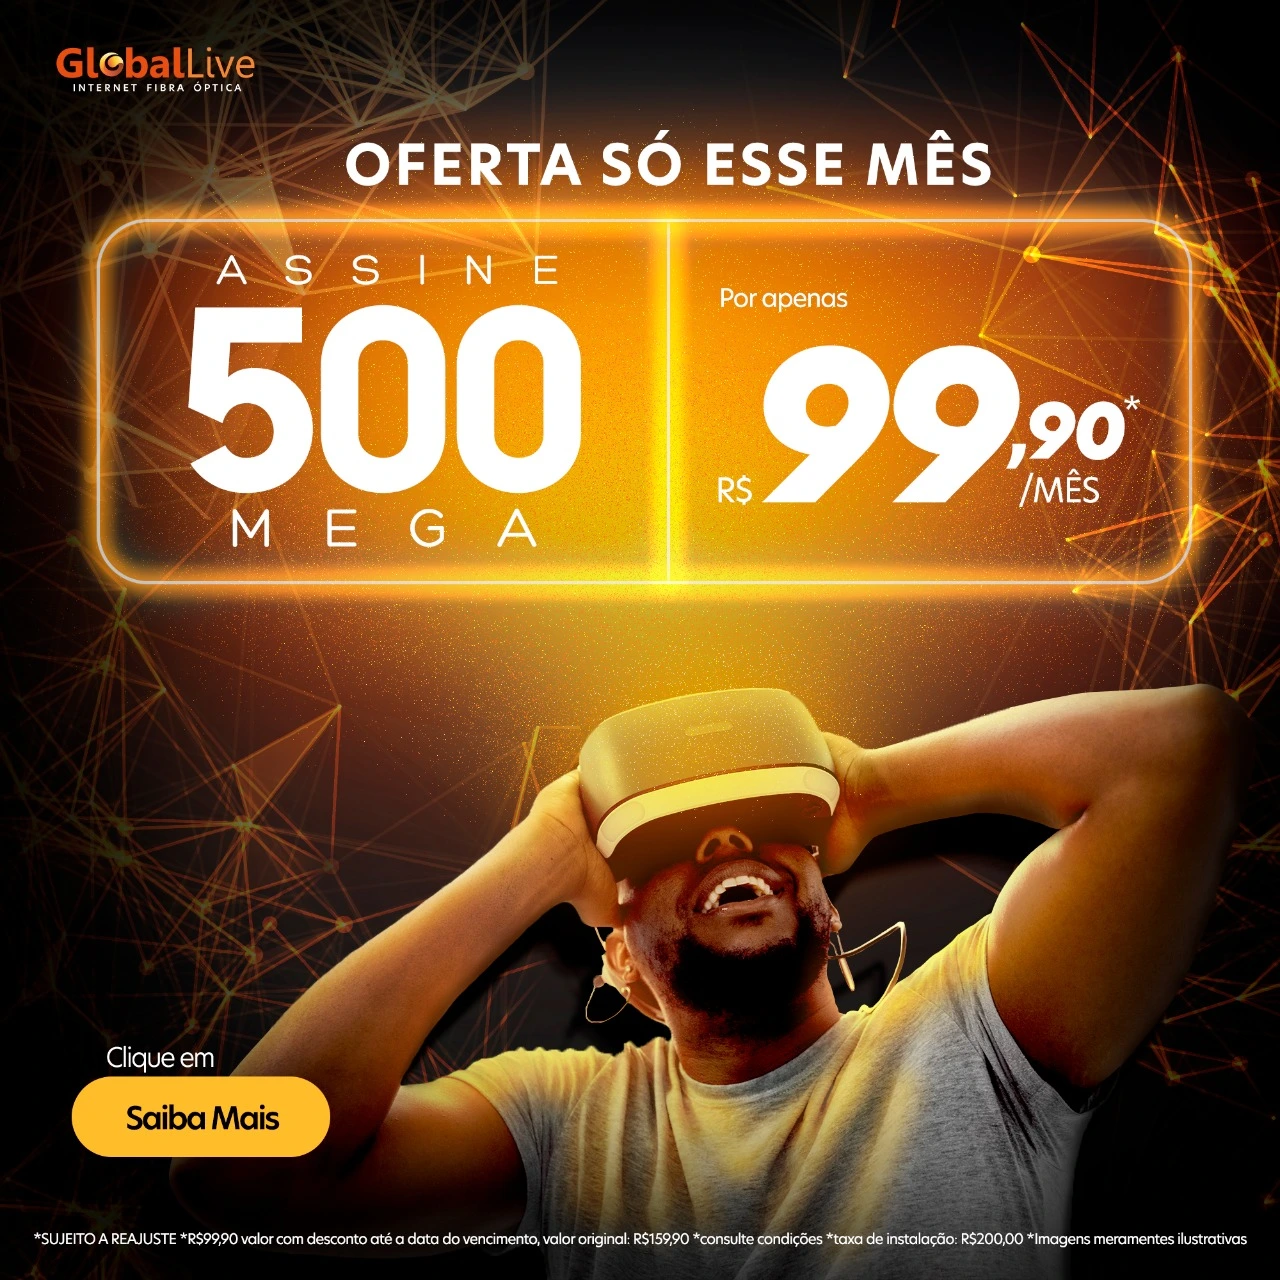 GlobalLive
INTERNET FIBRA ÓPTICA
OFERTA SÓ ESSE MÊS
ASSINE
500
MEGA
Por apenas
R$ 99,90*
/MÊS
Clique em
Saiba Mais
*SUJEITO A REAJUSTE *R$99,90 valor com desconto até a data do vencimento, valor original: R$159,90 *consulte condições *taxa de instalação: R$200,00 *Imagens meramentes ilustrativas